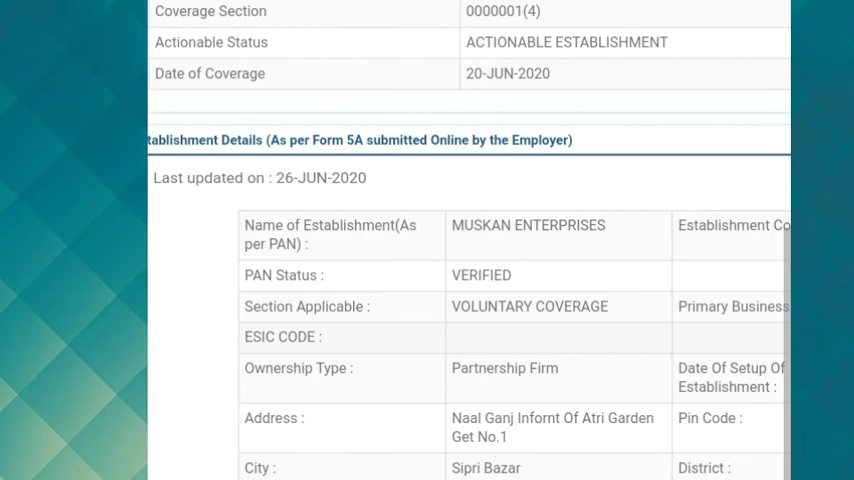 Coverage Section 0000001(4)
Actionable Status ACTIONABLE ESTABLISHMENT
Date of Coverage 20-JUN-2020
tablishment Details (As per Form 5A submitted Online by the Employer)
Last updated on : 26-JUN-2020
Name of Establishment(As per PAN) : MUSKAN ENTERPRISES Establishment Co
PAN Status : VERIFIED
Section Applicable : VOLUNTARY COVERAGE Primary Business
ESIC CODE :
Ownership Type : Partnership Firm Date Of Setup Of Establishment :
Address : Naal Ganj Infornt Of Atri Garden Get No.1 Pin Code :
City : Sipri Bazar District :